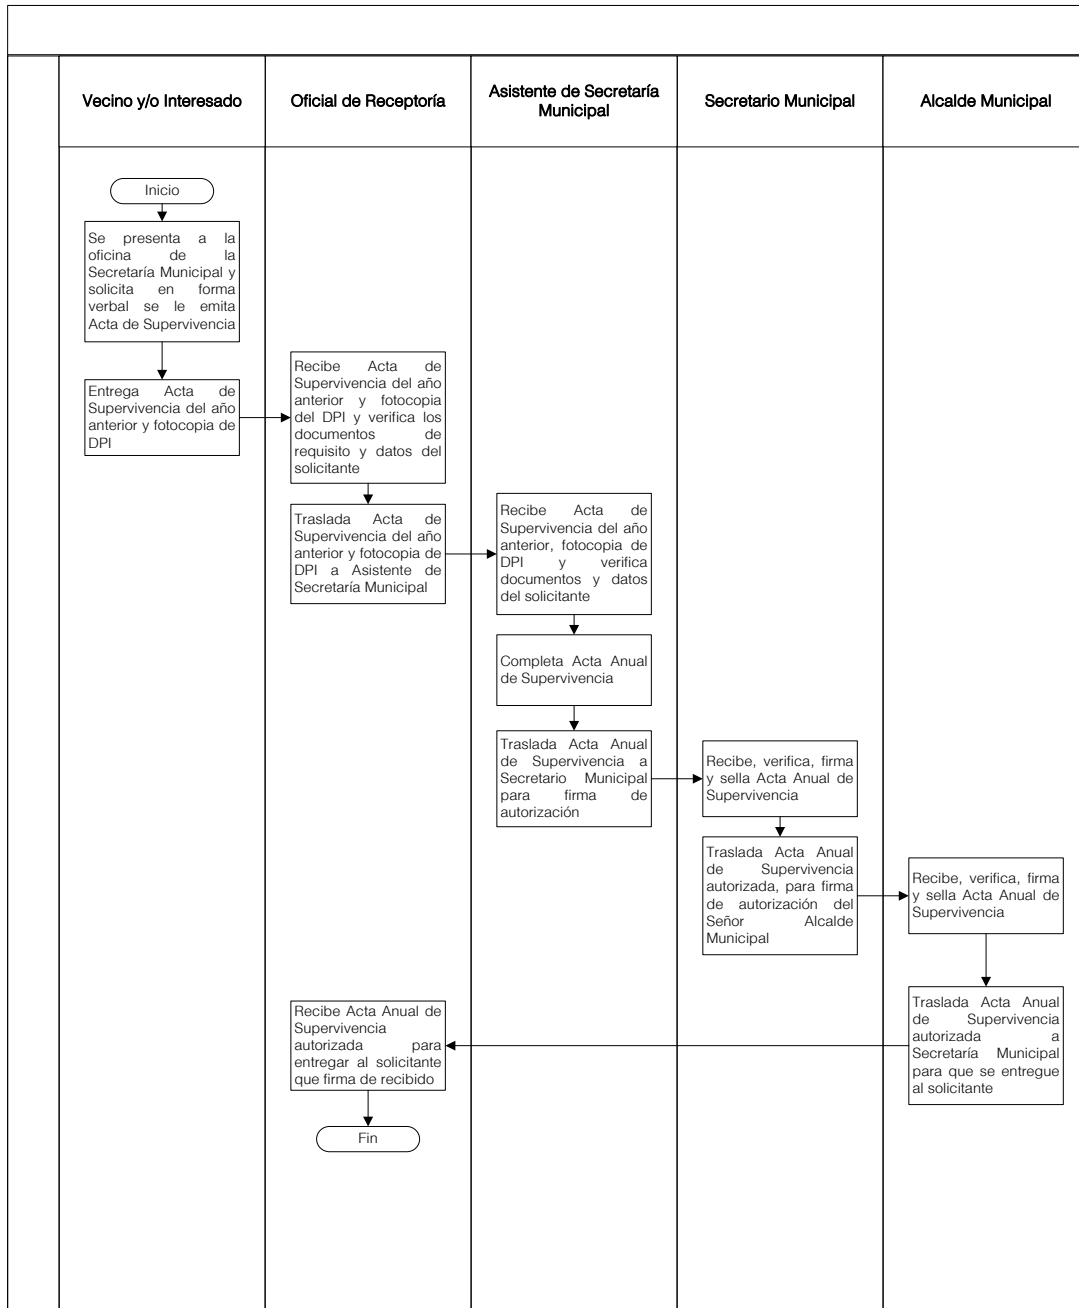 Vecino y/o Interesado
Oficial de Receptoría
Asistente de Secretaría
Municipal
Secretario Municipal
Alcalde Municipal
Inicio
Se presenta a la
oficina de la
Secretaría Municipal y
solicita en forma
verbal se le emita
Acta de Supervivencia
Entrega Acta de
Supervivencia del año
anterior y fotocopia de
DPI
Recibe Acta de
Supervivencia del año
anterior y fotocopia
del DPI y verifica los
documentos de
requisito y datos del
solicitante
Traslada Acta de
Supervivencia del año
anterior y fotocopia de
DPI a Asistente de
Secretaría Municipal
Recibe Acta de
Supervivencia del año
anterior, fotocopia de
DPI y verifica
documentos y datos
del solicitante
Completa Acta Anual
de Supervivencia
Traslada Acta Anual
de Supervivencia a
Secretario Municipal
para firma de
autorización
Recibe, verifica, firma
y sella Acta Anual de
Supervivencia
Traslada Acta Anual
de Supervivencia
autorizada, para firma
de autorización del
Señor Alcalde
Municipal
Recibe, verifica, firma
y sella Acta Anual de
Supervivencia
Traslada Acta Anual
de Supervivencia
autorizada a
Secretaría Municipal
para que se entregue
al solicitante
Recibe Acta Anual de
Supervivencia
autorizada para
entregar al solicitante
que firma de recibido
Fin